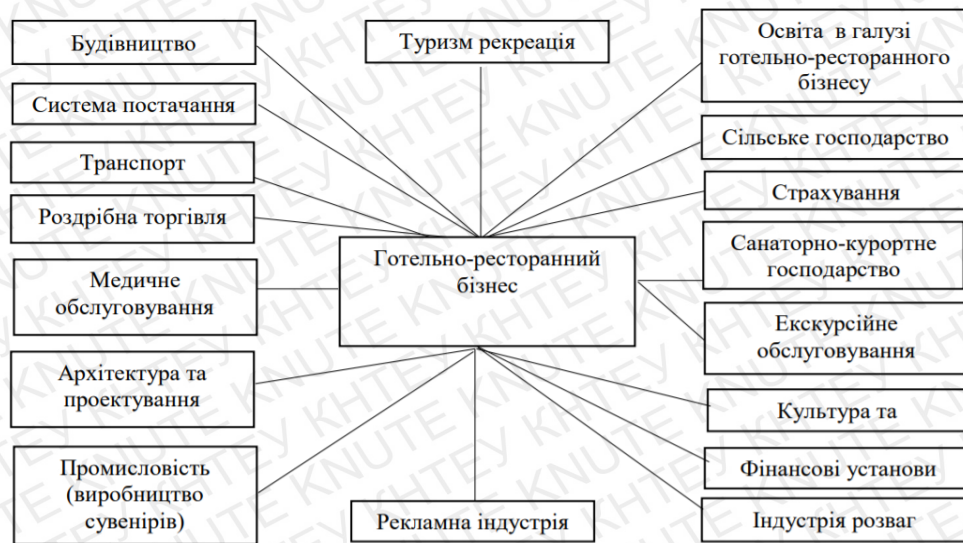 Будівництво
Туризм рекреація
Освіта в галузі
готельно-ресторанного
бізнесу
Система постачання
Сільське господарство
Транспорт
Страхування
Роздрібна торгівля
Готельно-ресторанний
бізнес
Санаторно-курортне
господарство
Медичне
обслуговування
Екскурсійне
обслуговування
Архітектура та
проектування
Культура та
Промисловість
(виробництво
сувенірів)
Фінансові установи
Рекламна індустрія
Індустрія розваг
KNUTE КНТЕУ